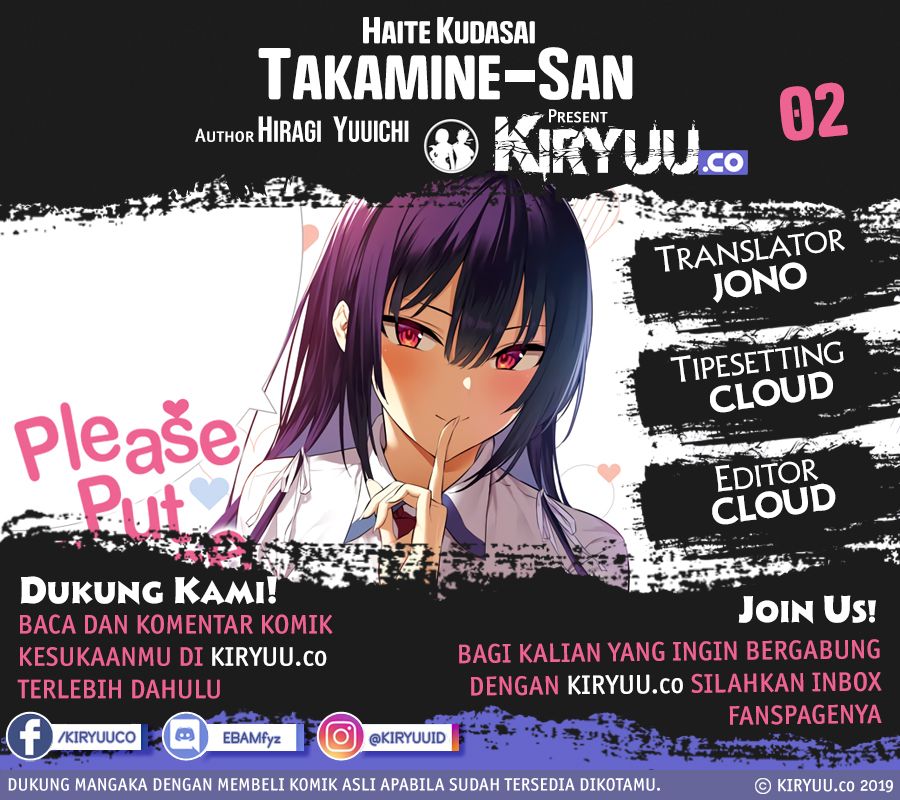 HAITE KUDASAI
TAKAMINE-SAN
AUTHOR HIRAGI YUUICHI
PRESENT
KIRYUU.CO
02
TRANSLATOR
JONO
TIPESETTING
CLOUD
EDITOR
CLOUD
Please
Put
DUKUNG KAMI!
BACA DAN KOMENTAR KOMIK
KESUKAANMU DI KIRYUU.co
TERLEBIH DAHULU
JOIN US!
BAGI KALIAN YANG INGIN BERGABUNG
DENGAN KIRYUU.co SILAHKAN INBOX
FANSPAGENYA
/KIRYUUCO
EBAMfyz
@KIRYUUID
DUKUNG MANGAKA DENGAN MEMBELI KOMIK ASLI APABILA SUDAH TERSEDIA DIKOTAMU.
© KIRYUU.co 2019